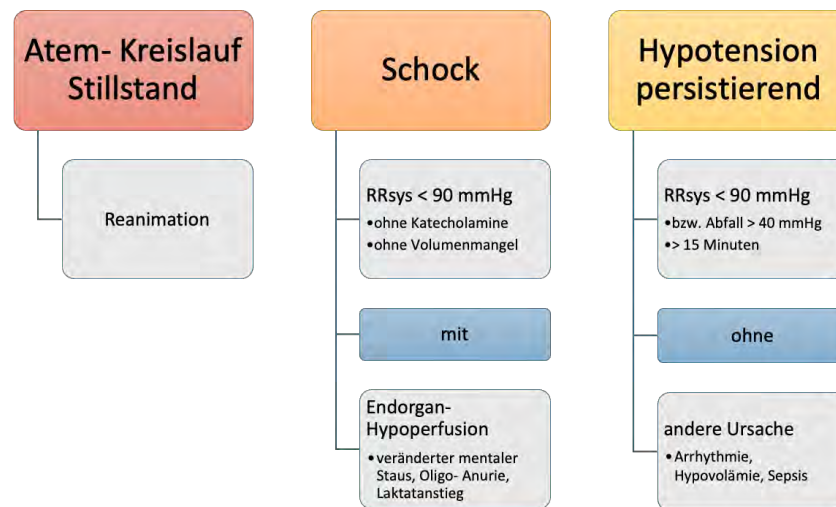 Atem- Kreislauf
Stillstand
Reanimation
Schock
RRsys < 90 mmHg
•ohne Katecholamine
•ohne Volumenmangel
mit
Endorgan-
Hypoperfusion
•veränderter mentaler
Staus, Oligo- Anurie,
Laktatanstieg
Hypotension
persistierend
RRsys < 90 mmHg
•bzw. Abfall > 40 mmHg
•> 15 Minuten
ohne
andere Ursache
•Arrhythmie,
Hypovolämie, Sepsis